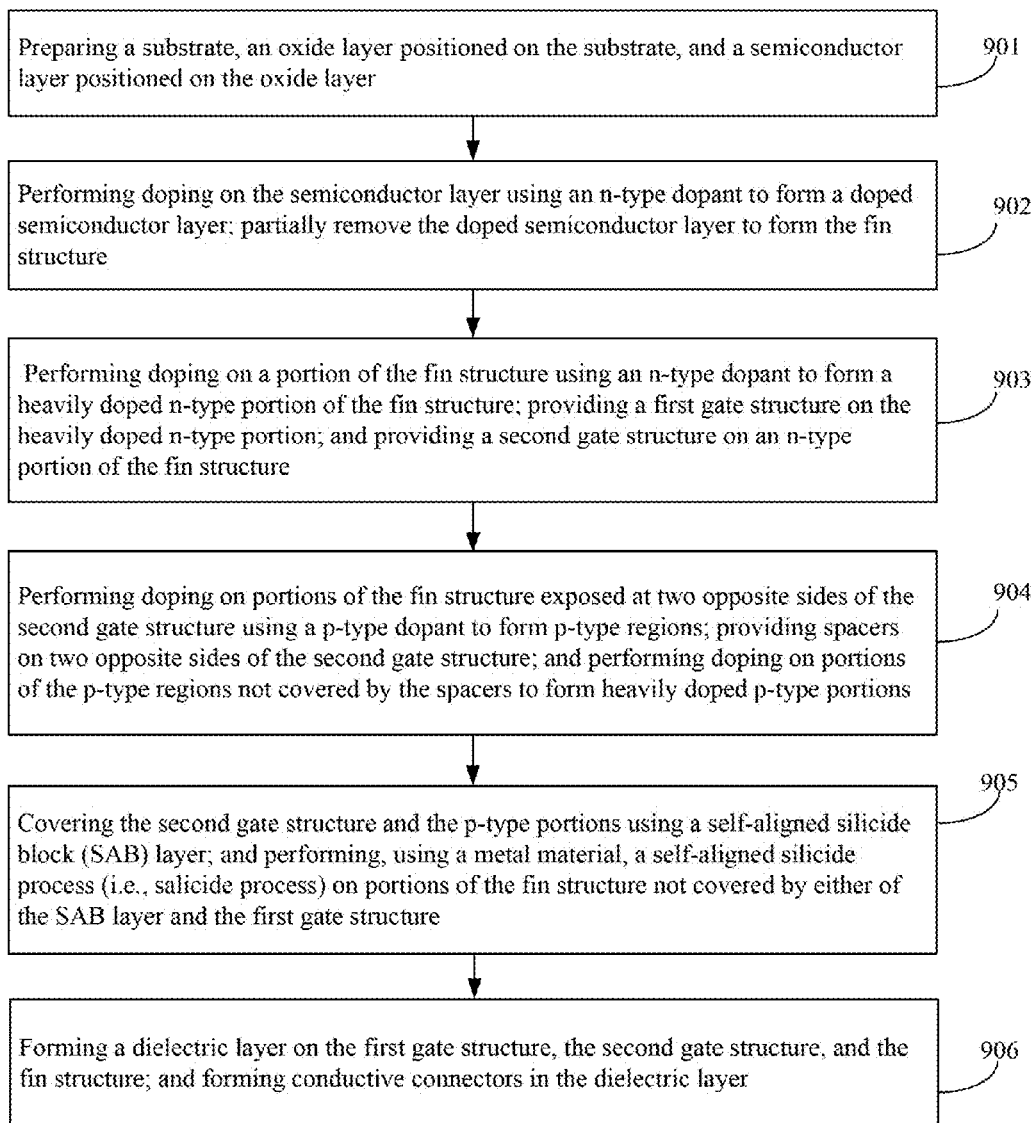 Preparing a substrate, an oxide layer positioned on the substrate, and a semiconductor
layer positioned on the oxide layer
901
Performing doping on the semiconductor layer using an n-type dopant to form a doped
semiconductor layer; partially remove the doped semiconductor layer to form the fin
structure
902
Performing doping on a portion of the fin structure using an n-type dopant to form a
heavily doped n-type portion of the fin structure; providing a first gate structure on the
heavily doped n-type portion; and providing a second gate structure on an n-type
portion of the fin structure
903
Performing doping on portions of the fin structure exposed at two opposite sides of the
second gate structure using a p-type dopant to form p-type regions; providing spacers
on two opposite sides of the second gate structure; and performing doping on portions
of the p-type regions not covered by the spacers to form heavily doped p-type portions
904
Covering the second gate structure and the p-type portions using a self-aligned silicide
block (SAB) layer; and performing, using a metal material, a self-aligned silicide
process (i.e., salicide process) on portions of the fin structure not covered by either of
the SAB layer and the first gate structure
905
Forming a dielectric layer on the first gate structure, the second gate structure, and the
fin structure; and forming conductive connectors in the dielectric layer
906